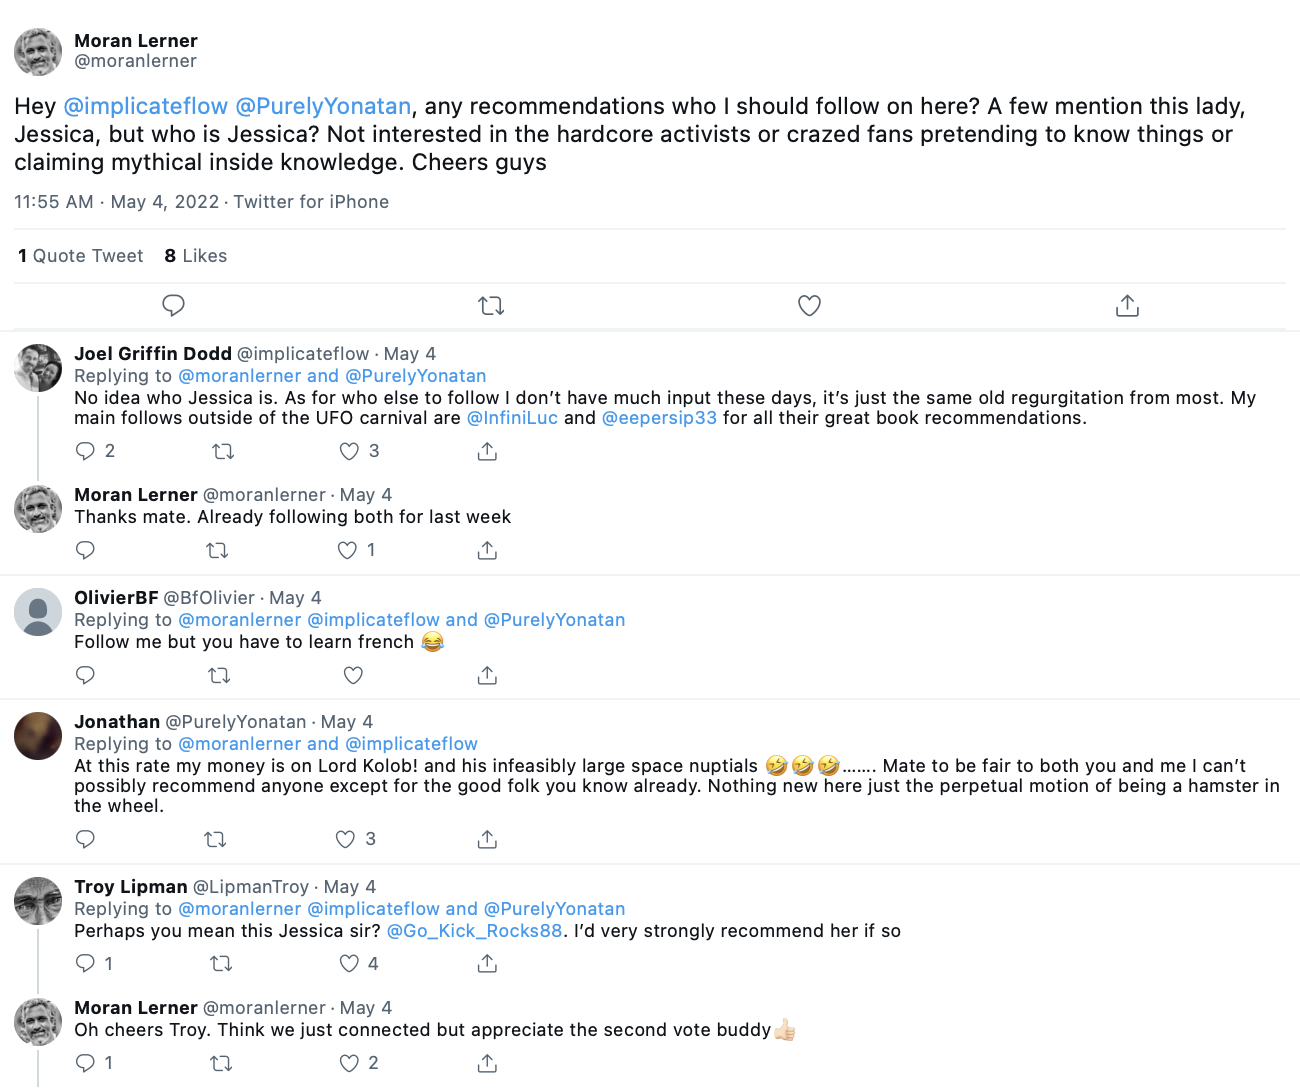 Moran Lerner
@moranlerner
Hey @implicateflow @PurelyYonatan, any recommendations who I should follow on here? A few mention this lady,
Jessica, but who is Jessica? Not interested in the hardcore activists or crazed fans pretending to know things or
claiming mythical inside knowledge. Cheers guys
11:55 AM · May 4, 2022 · Twitter for iPhone
1 Quote Tweet 8 Likes
Joel Griffin Dodd @implicateflow · May 4
Replying to @moranlerner and @PurelyYonatan
No idea who Jessica is. As for who else to follow I don’t have much input these days, it’s just the same old regurgitation from most. My
main follows outside of the UFO carnival are @InfiniLuc and @eepersip33 for all their great book recommendations.
2 3
Moran Lerner @moranlerner · May 4
Thanks mate. Already following both for last week
1
OlivierBF @BfOlivier · May 4
Replying to @moranlerner @implicateflow and @PurelyYonatan
Follow me but you have to learn french 😂
Jonathan @PurelyYonatan · May 4
Replying to @moranlerner and @implicateflow
At this rate my money is on Lord Kolob! and his infeasibly large space nuptials 🤣🤣🤣……. Mate to be fair to both you and me I can’t
possibly recommend anyone except for the good folk you know already. Nothing new here just the perpetual motion of being a hamster in
the wheel.
3
Troy Lipman @LipmanTroy · May 4
Replying to @moranlerner @implicateflow and @PurelyYonatan
Perhaps you mean this Jessica sir? @Go_Kick_Rocks88. I’d very strongly recommend her if so
1 4
Moran Lerner @moranlerner · May 4
Oh cheers Troy. Think we just connected but appreciate the second vote buddy👍🏻
1 2